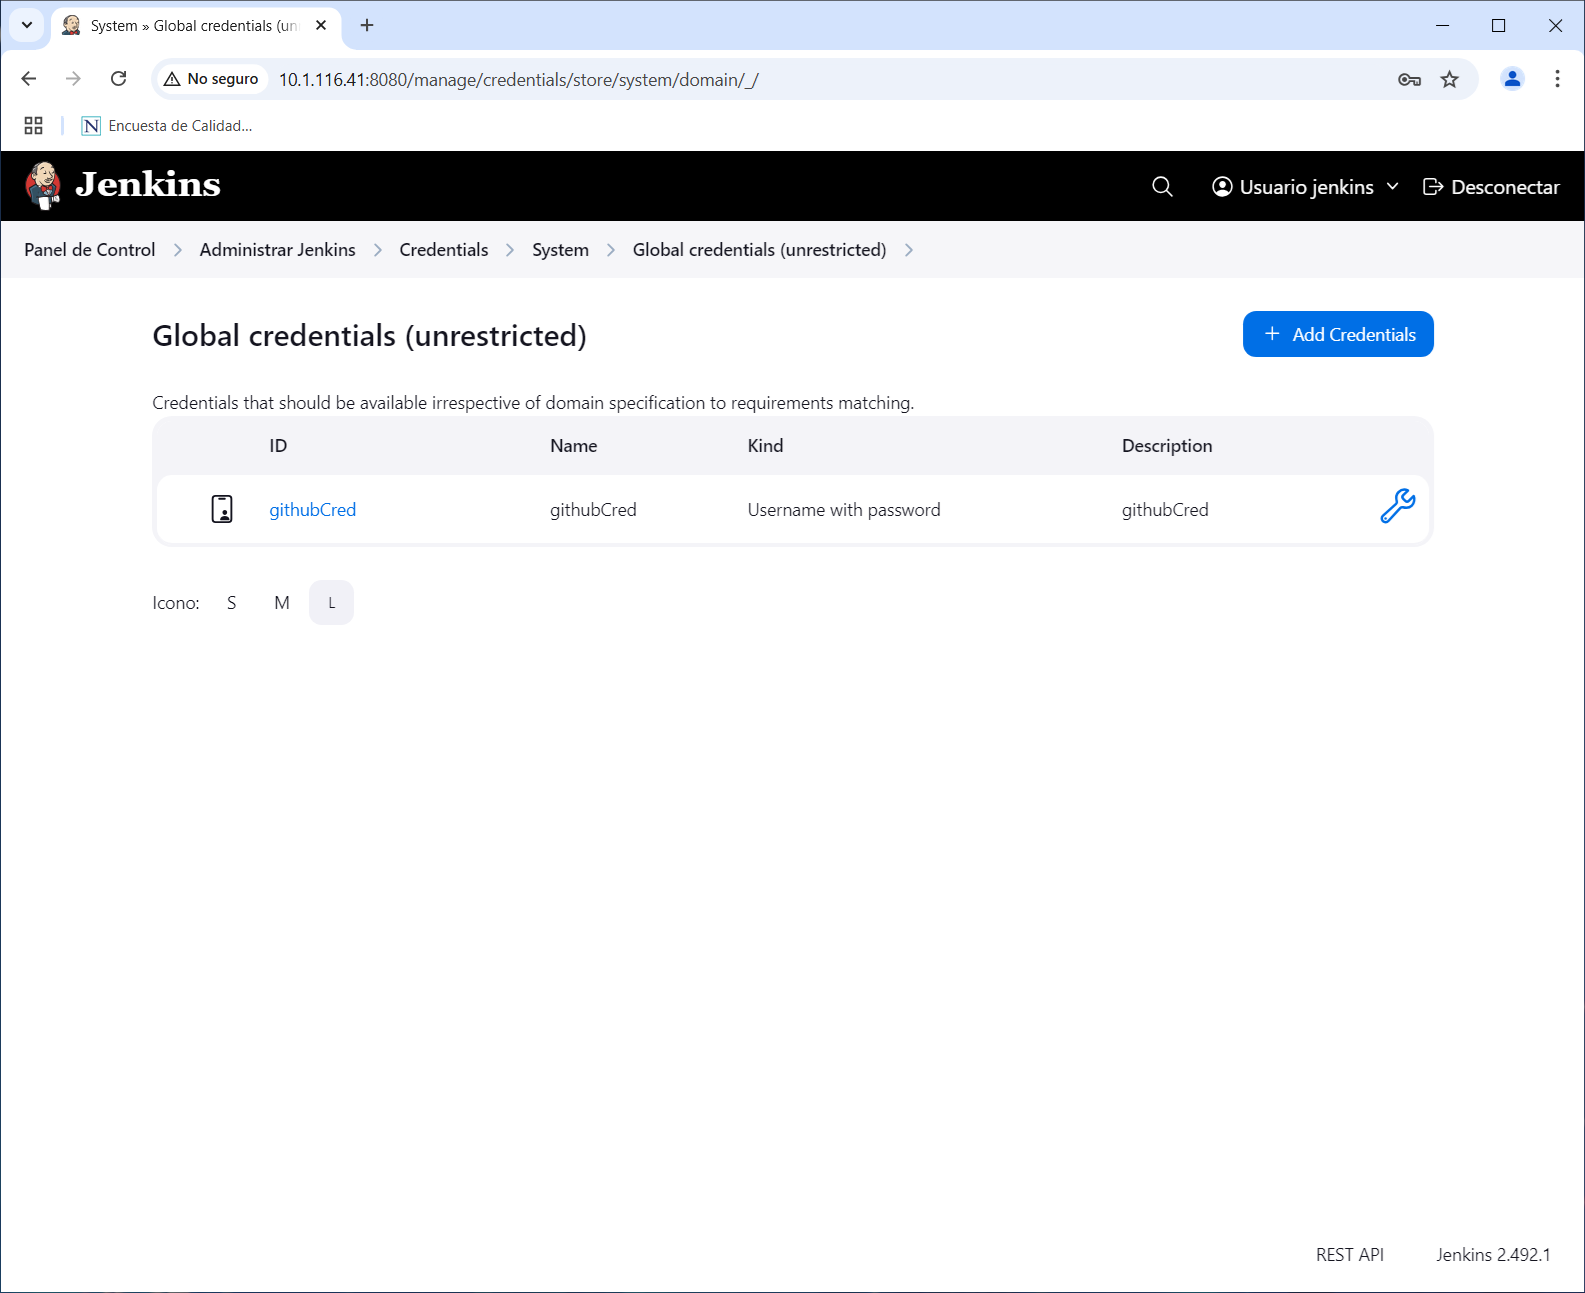 System » Global credentials (un
No seguro
10.1.116.41:8080/manage/credentials/store/system/domain/_/
Encuesta de Calidad...
Jenkins
Usuario jenkins
Desconectar
Panel de Control > Administrar Jenkins > Credentials > System > Global credentials (unrestricted) >
Global credentials (unrestricted)
+ Add Credentials
Credentials that should be available irrespective of domain specification to requirements matching.
ID Name Kind Description
githubCred githubCred Username with password githubCred
Icono: S M L
REST API Jenkins 2.492.1